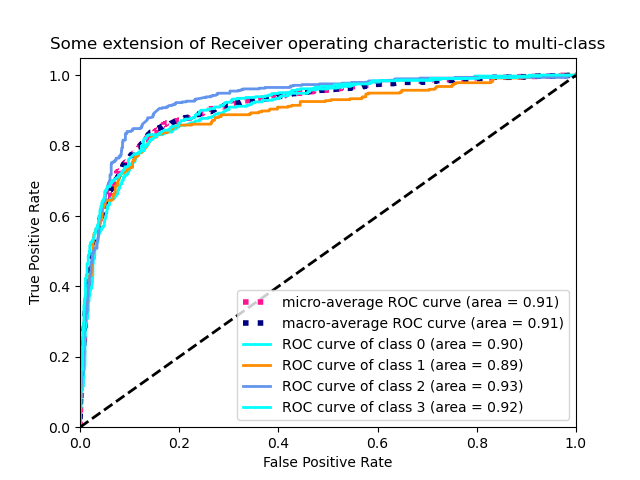 Some extension of Receiver operating characteristic to multi-class
1.0
0.8
0.6
0.4
0.2
0.0
True Positive Rate
micro-average ROC curve (area = 0.91)
macro-average ROC curve (area = 0.91)
ROC curve of class 0 (area = 0.90)
ROC curve of class 1 (area = 0.89)
ROC curve of class 2 (area = 0.93)
ROC curve of class 3 (area = 0.92)
0.0 0.2 0.4 0.6 0.8 1.0
False Positive Rate